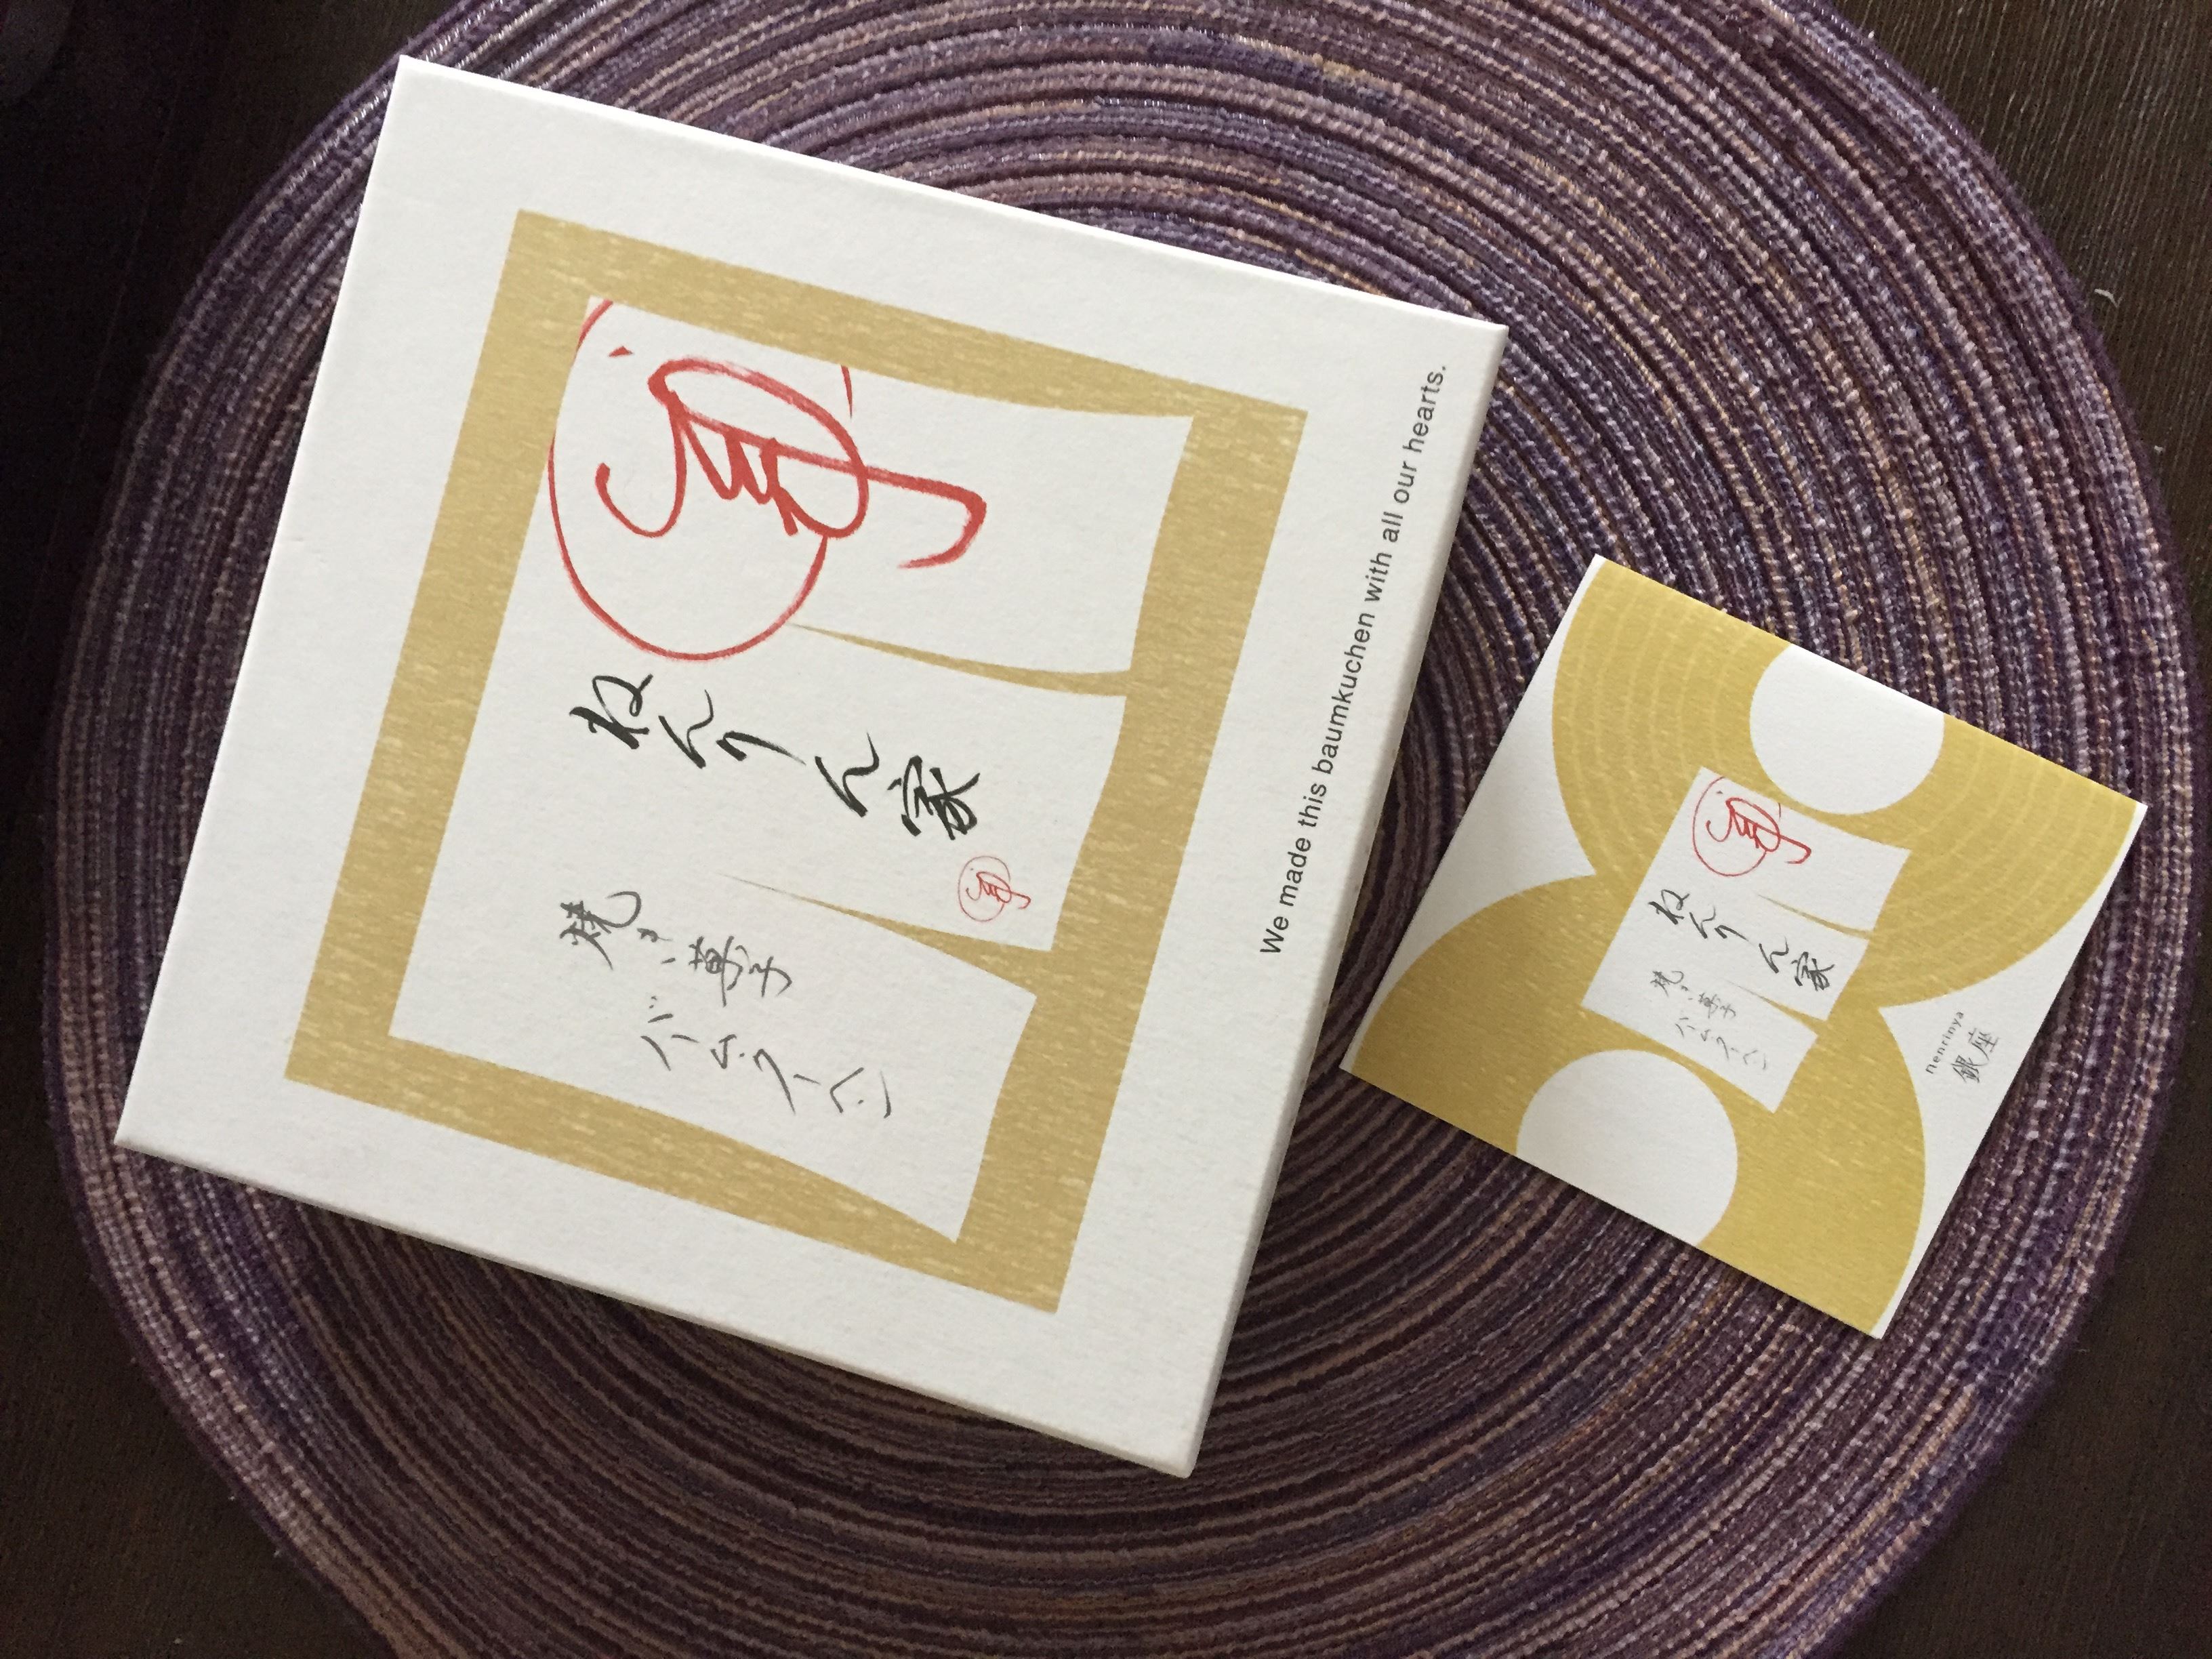 ねんりん家
焼き菓子
バムクーヘン
We made this baumkuchen with all our hearts.
ねんりん家
焼き菓子
バムクーヘン
nenrinya
銀座